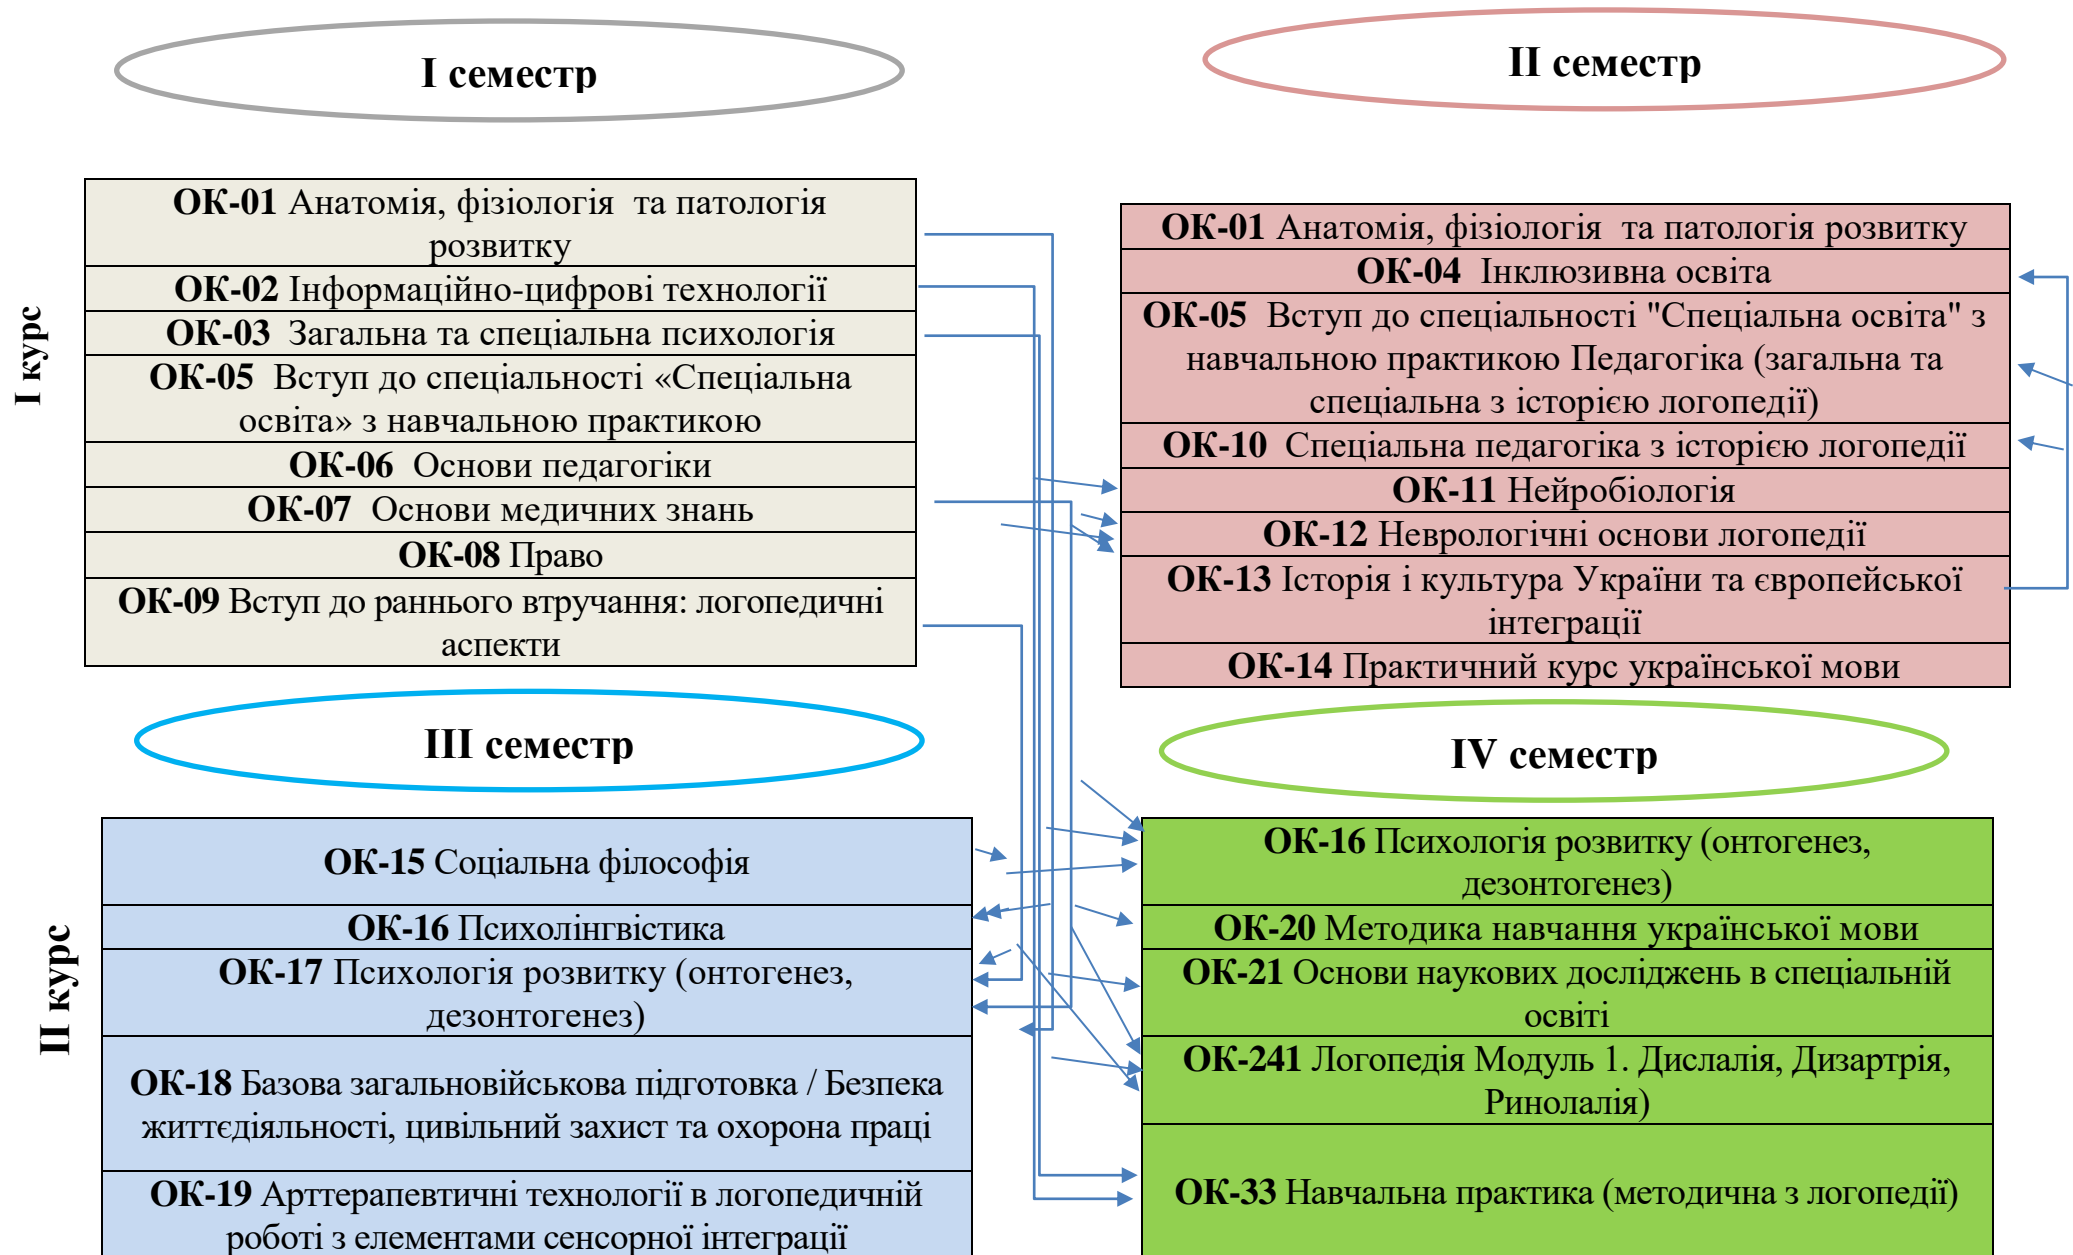 I семестр
II семестр
I курс
ОК-01 Анатомія, фізіологія та патологія
розвитку
ОК-02 Інформаційно-цифрові технології
ОК-03 Загальна та спеціальна психологія
ОК-05 Вступ до спеціальності «Спеціальна
освіта» з навчальною практикою
ОК-06 Основи педагогіки
ОК-07 Основи медичних знань
ОК-08 Право
ОК-09 Вступ до раннього втручання: логопедичні
аспекти
ОК-01 Анатомія, фізіологія та патологія розвитку
ОК-04 Інклюзивна освіта
ОК-05 Вступ до спеціальності "Спеціальна освіта" з
навчальною практикою Педагогіка (загальна та
спеціальна з історією логопедії)
ОК-10 Спеціальна педагогіка з історією логопедії
ОК-11 Нейробіологія
ОК-12 Неврологічні основи логопедії
ОК-13 Історія і культура України та європейської
інтеграції
ОК-14 Практичний курс української мови
III семестр
IV семестр
II курс
ОК-15 Соціальна філософія
ОК-16 Психолінгвістика
ОК-17 Психологія розвитку (онтогенез,
дезонтогенез)
ОК-18 Базова загальновійськова підготовка / Безпека
життєдіяльності, цивільний захист та охорона праці
ОК-19 Арттерапевтичні технології в логопедичній
роботі з елементами сенсорної інтеграції
ОК-16 Психологія розвитку (онтогенез,
дезонтогенез)
ОК-20 Методика навчання української мови
ОК-21 Основи наукових досліджень в спеціальній
освіті
ОК-241 Логопедія Модуль 1. Дислалія, Дизартрія,
Ринолалія)
ОК-33 Навчальна практика (методична з логопедії)